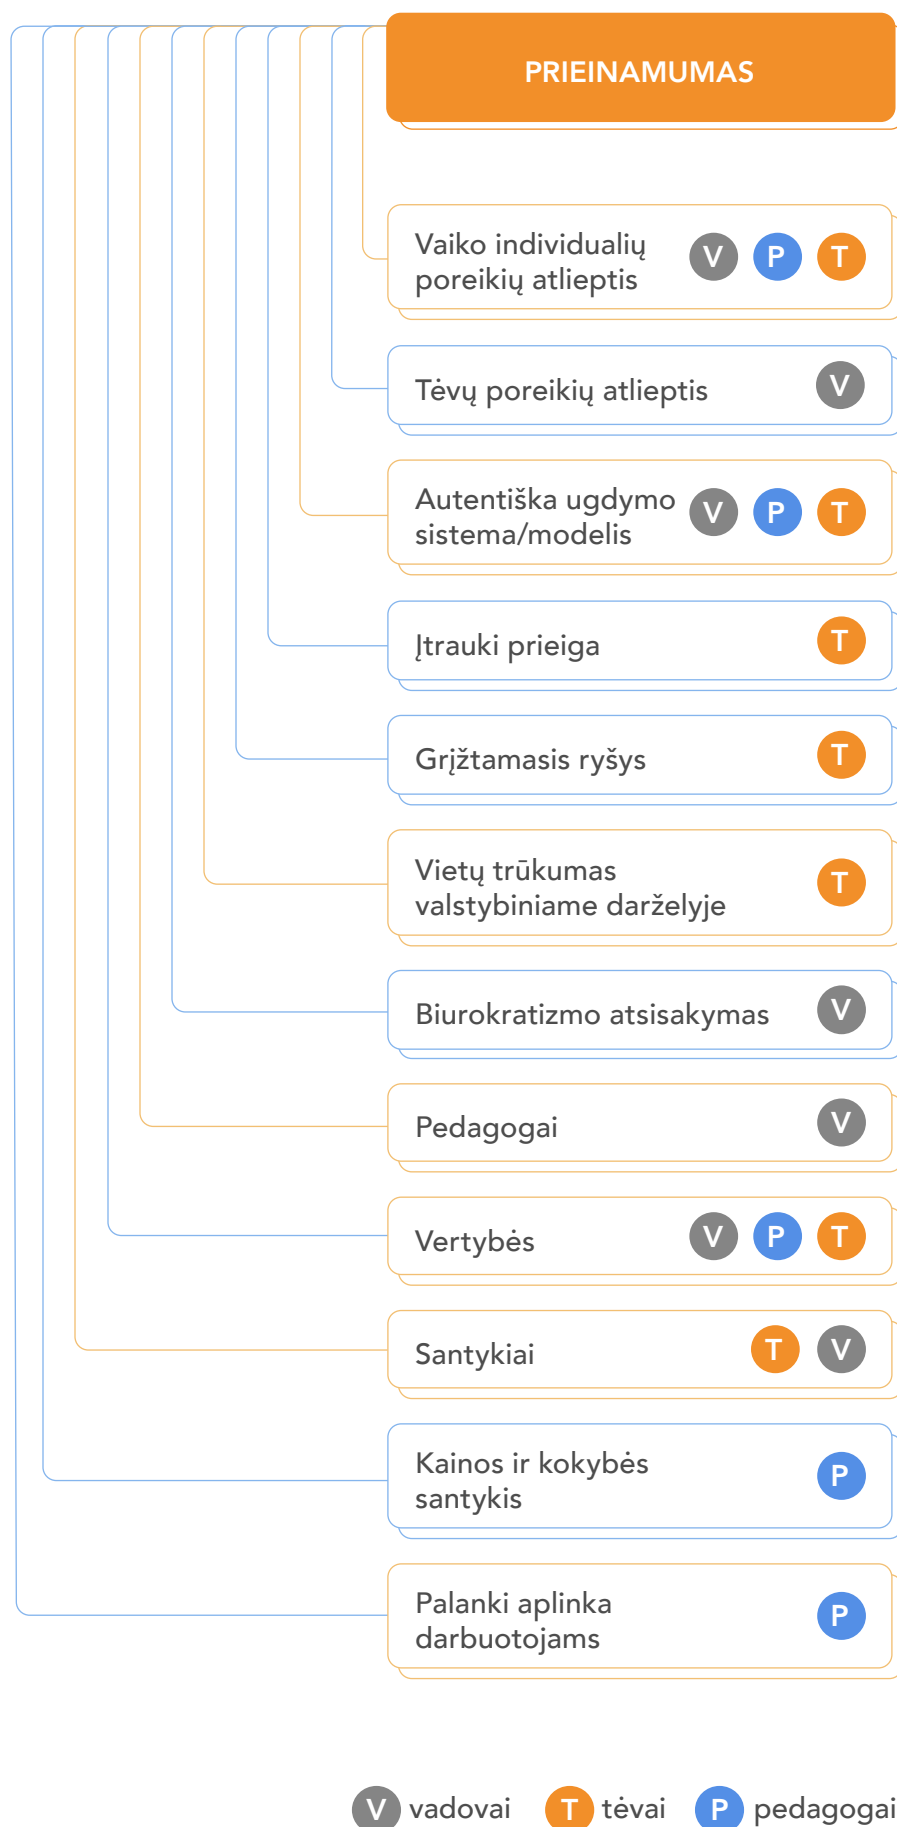 PRIEINAMUMAS
Vaiko individualių
poreikių atlieptis
V P T
Tėvų poreikių atlieptis
V
Autentiška ugdymo
sistema/modelis
V P T
Įtrauki prieiga
T
Grįžtamasis ryšys
T
Vietų trūkumas
valstybiniame darželyje
T
Biurokratizmo atsisakymas
V
Pedagogai
V
Vertybės
V P T
Santykiai
T V
Kainos ir kokybės
santykis
P
Palanki aplinka
darbuotojams
P
V vadovai T tėvai P pedagogai